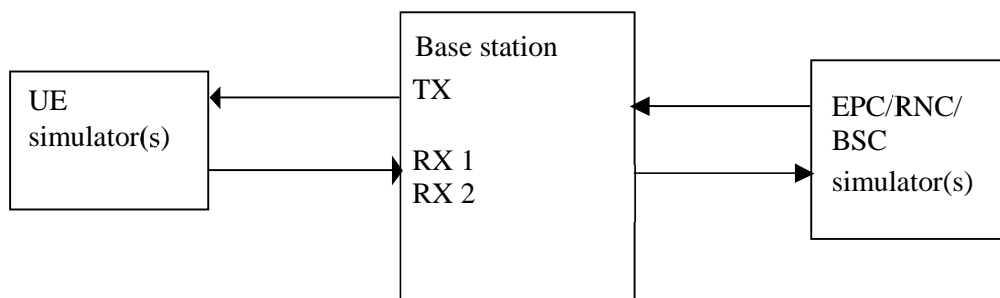 UE
simulator(s)
Base station
TX
RX 1
RX 2
EPC/RNC/
BSC
simulator(s)